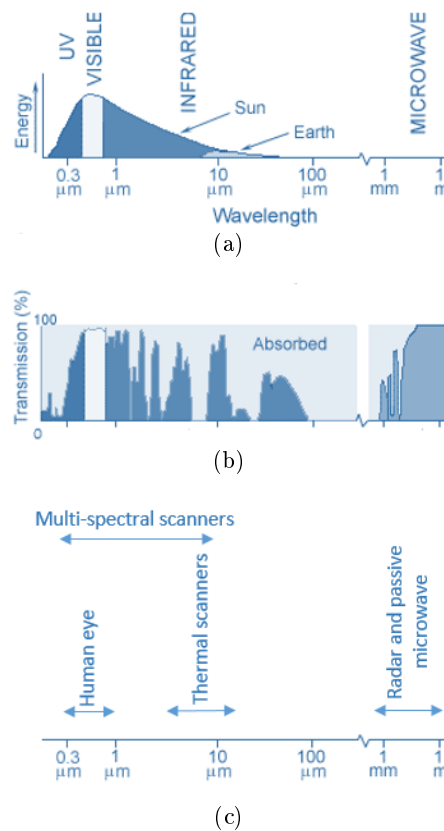 UV
VISIBLE
INFRARED
MICROWAVE
Energy
Sun
Earth
0.3 1 10 100 1 1
μm μm μm μm mm m
Wavelength
(a)
Transmission (%)
100
Absorbed
0
(b)
Multi-spectral scanners
Human eye
Thermal scanners
Radar and passive
microwave
0.3 1 10 100 1 1
μm μm μm μm mm m
(c)